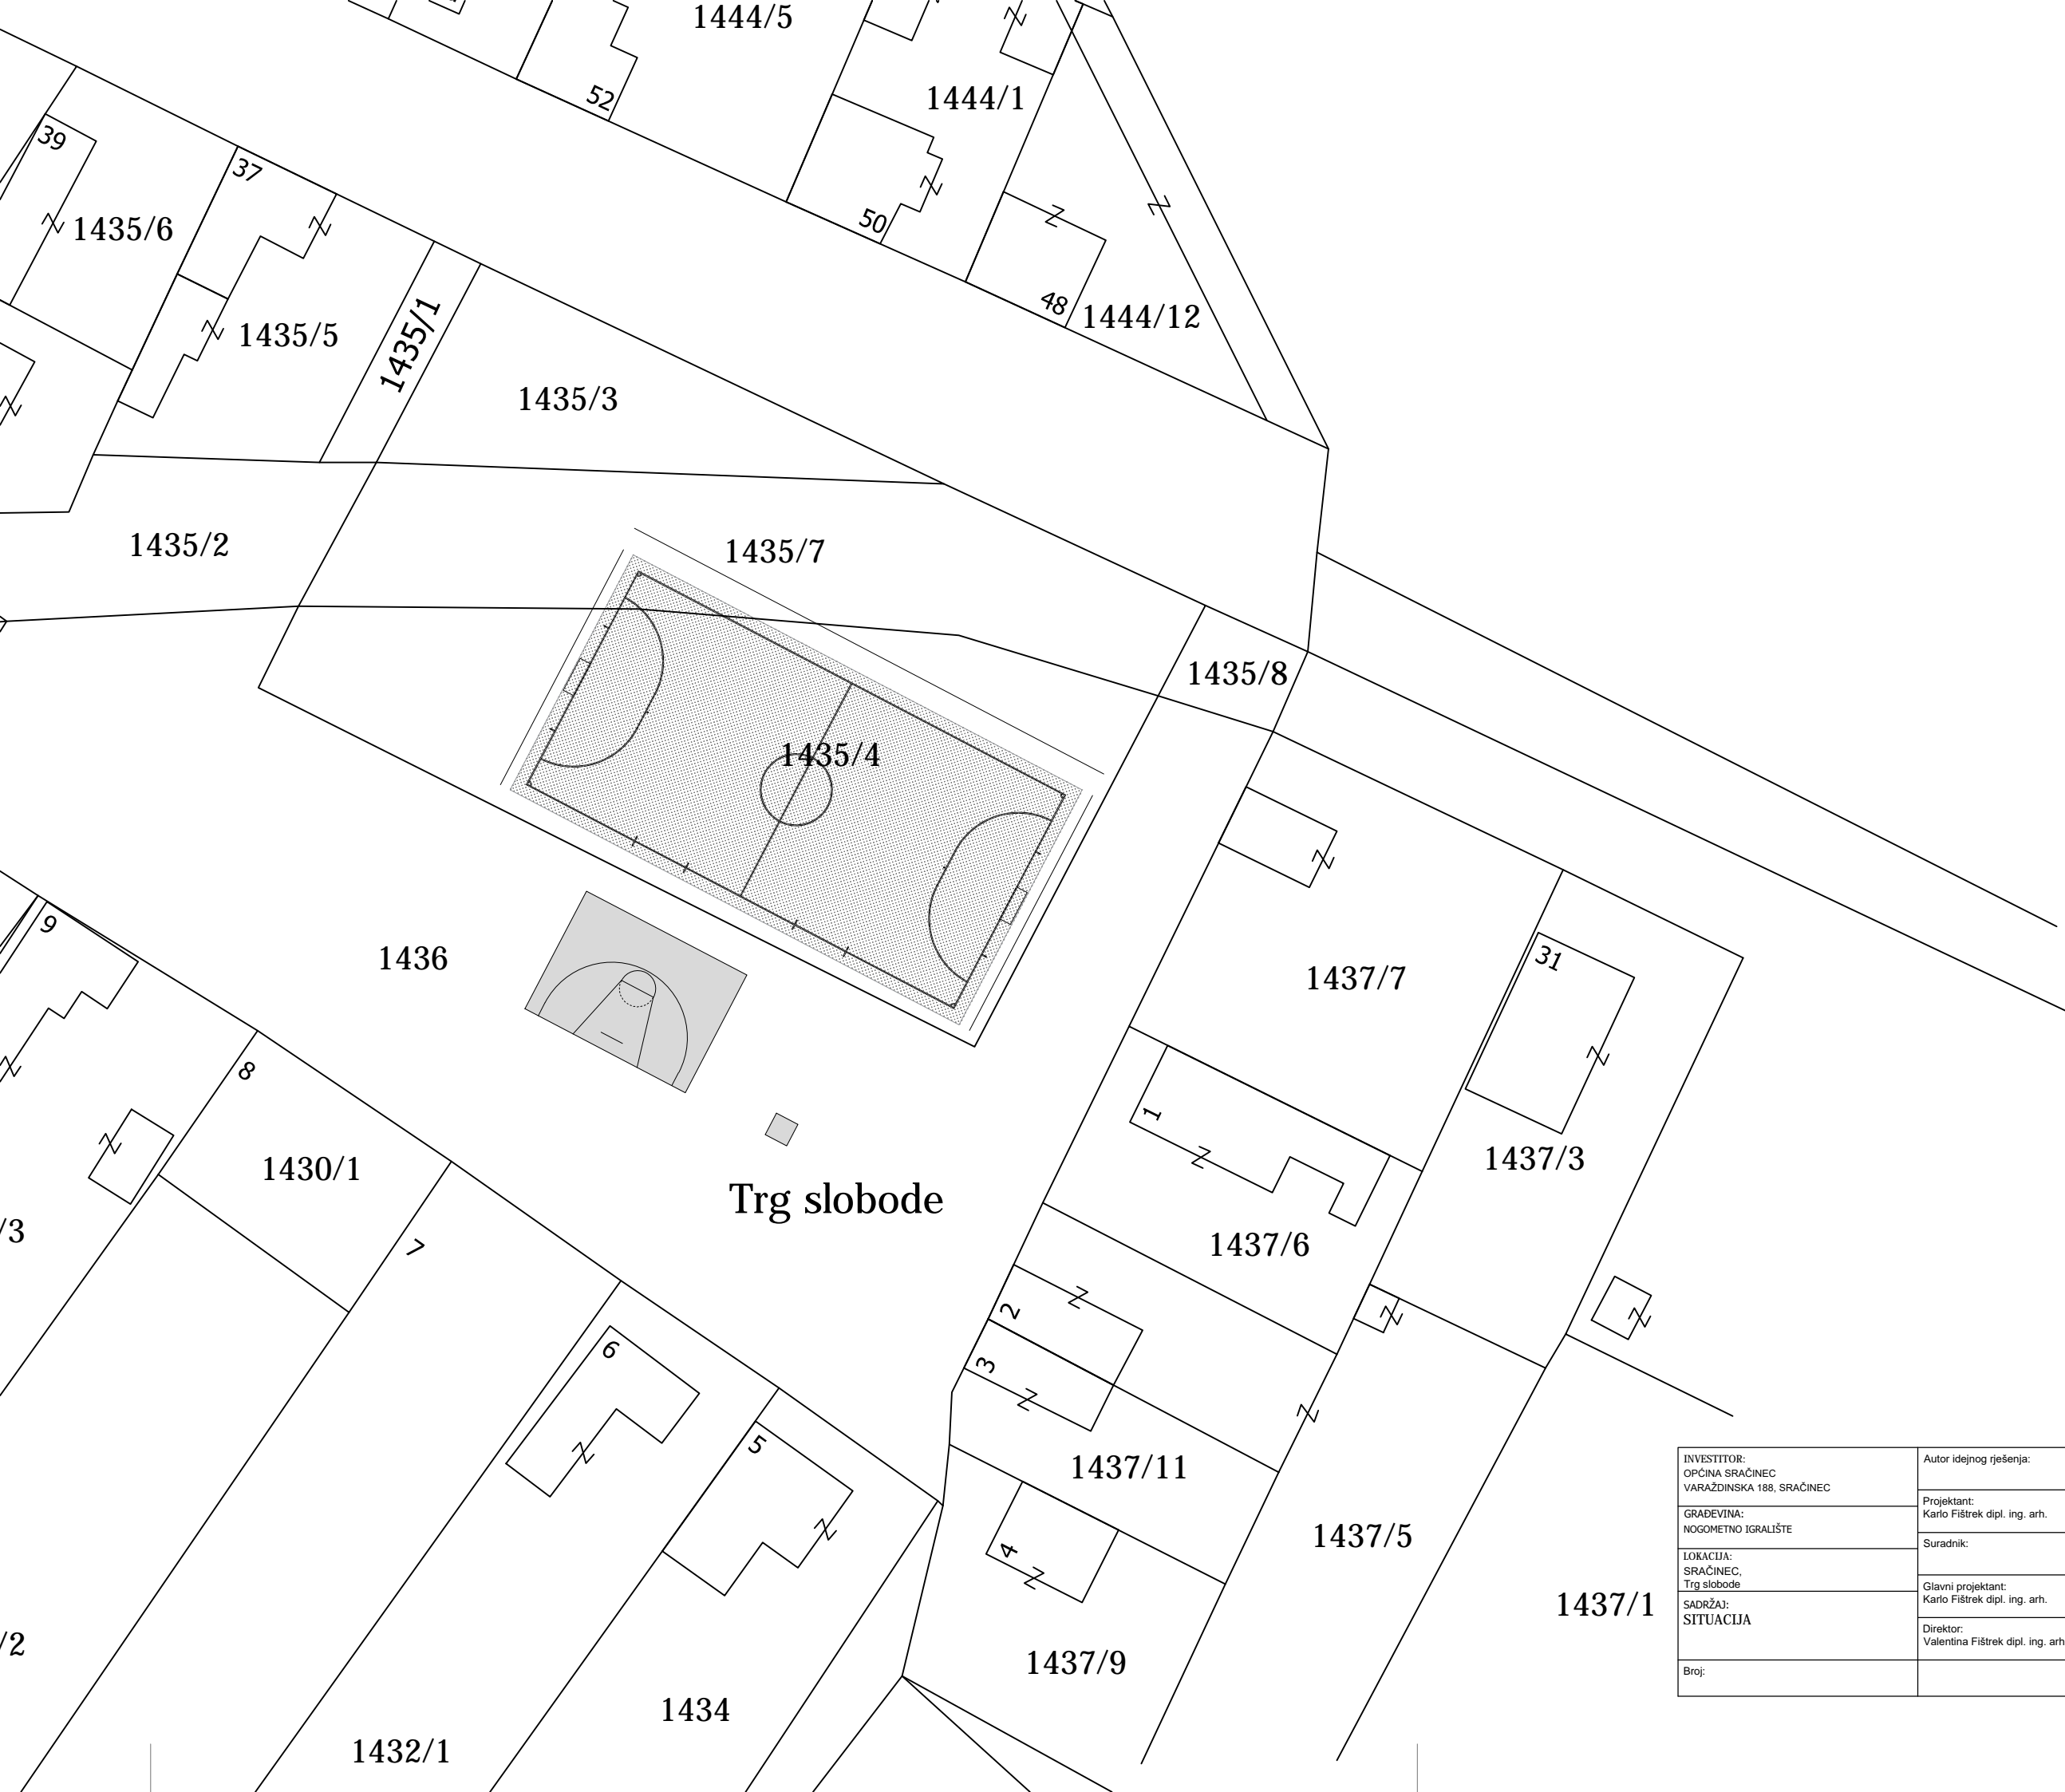 1444/5
52
1444/1
39
37
1435/6
50
48
1444/12
1435/5
1435/1
1435/3
1435/2
1435/7
1435/8
1435/4
9
1436
1437/7
31
8
1
1430/1
1437/3
Trg slobode
/3
7
1437/6
2
6
3
5
1437/11
4
1437/5
1437/1
/2
1437/9
1434
1432/1
INVESTITOR:
OPĆINA SRAČINEC
VARAŽDINSKA 188, SRAČINEC
GRAĐEVINA:
NOGOMETNO IGRALIŠTE
LOKACIJA:
SRAČINEC,
Trg slobode
SADRŽAJ:
SITUACIJA
Broj:
Autor idejnog rješenja:
Projektant:
Karlo Fištrek dipl. ing. arh.
Suradnik:
Glavni projektant:
Karlo Fištrek dipl. ing. arh.
Direktor:
Valentina Fištrek dipl. ing. arh